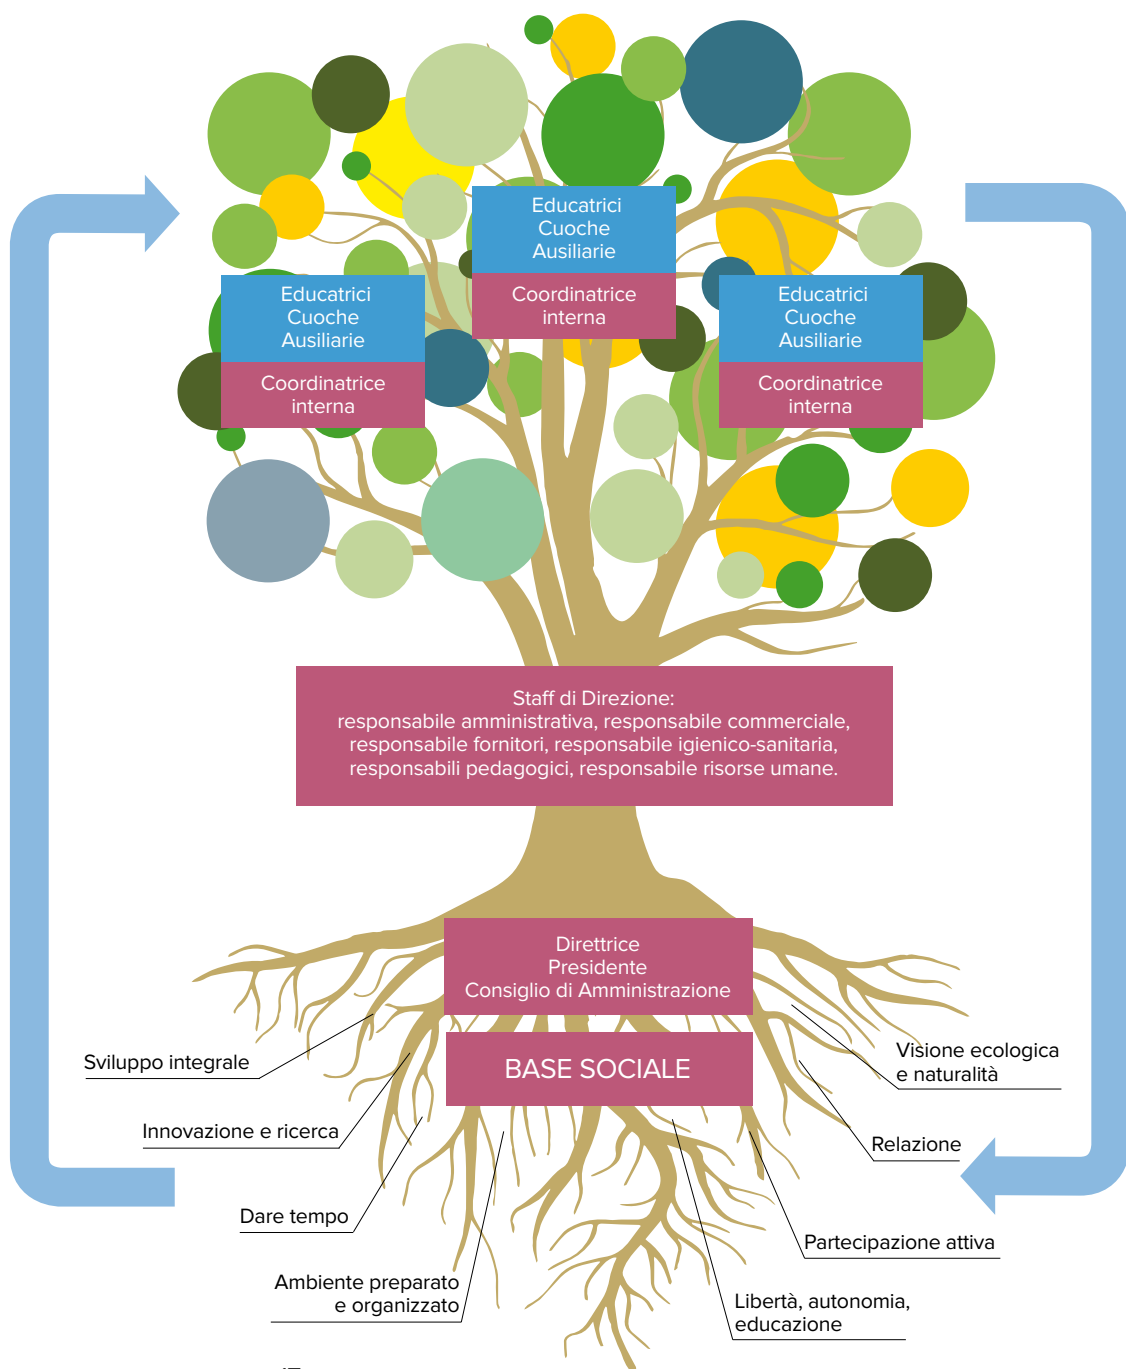 Educatrici
Cuoche
Ausiliarie
Coordinatrice
interna
Educatrici
Cuoche
Ausiliarie
Coordinatrice
interna
Educatrici
Cuoche
Ausiliarie
Coordinatrice
interna
Staff di Direzione:
responsabile amministrativa, responsabile commerciale,
responsabile fornitori, responsabile igienico-sanitaria,
responsabili pedagogici, responsabile risorse umane.
Direttrice
Presidente
Consiglio di Amministrazione
BASE SOCIALE
Sviluppo integrale
Innovazione e ricerca
Dare tempo
Ambiente preparato
e organizzato
Visione ecologica
e naturalità
Relazione
Partecipazione attiva
Libertà, autonomia,
educazione